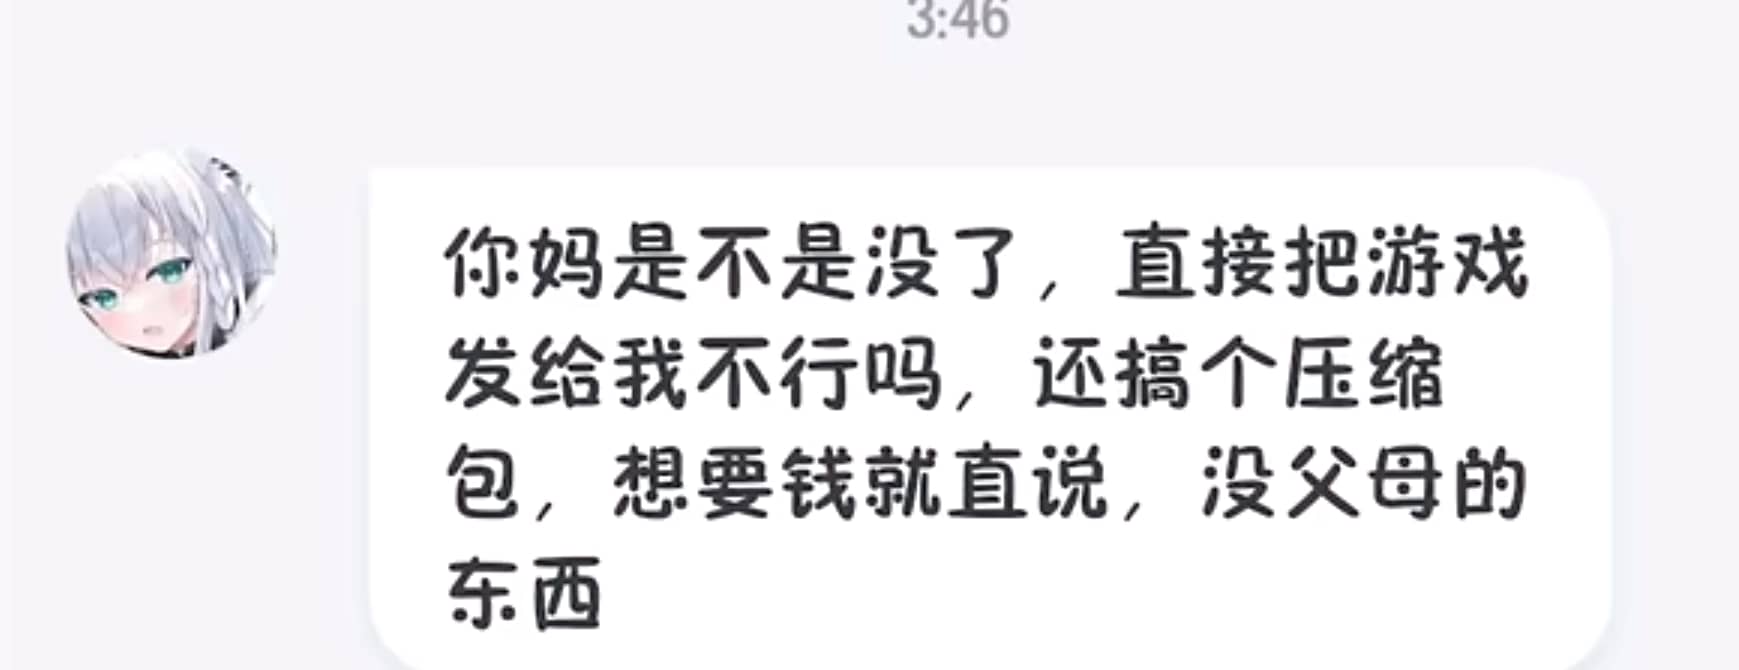 3:46
你妈是不是没了，直接把游戏
发给我不行吗，还搞个压缩
包，想要钱就直说，没父母的
东西